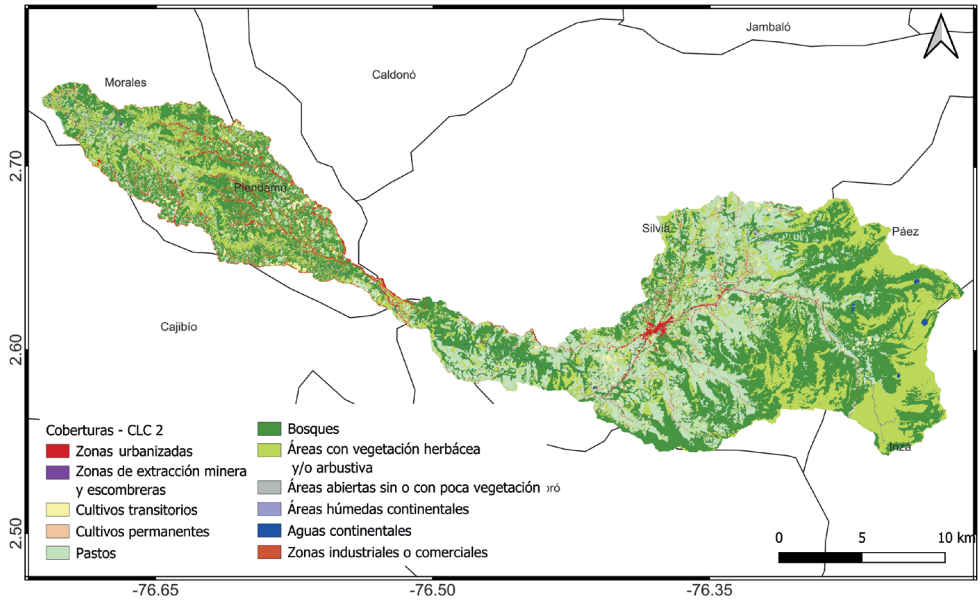 Jambaló
Caldonó
Morales
2.70
Piendamó
Silvia
Páez
2.60
Cajibío
Inzá
2.50
Coberturas - CLC 2
Zonas urbanizadas
Zonas de extracción minera
y escombreras
Cultivos transitorios
Cultivos permanentes
Pastos
Bosques
Áreas con vegetación herbácea
y/o arbustiva
Áreas abiertas sin o con poca vegetación
Áreas húmedas continentales
Aguas continentales
Zonas industriales o comerciales
0 5 10 km
-76.65 -76.50 -76.35